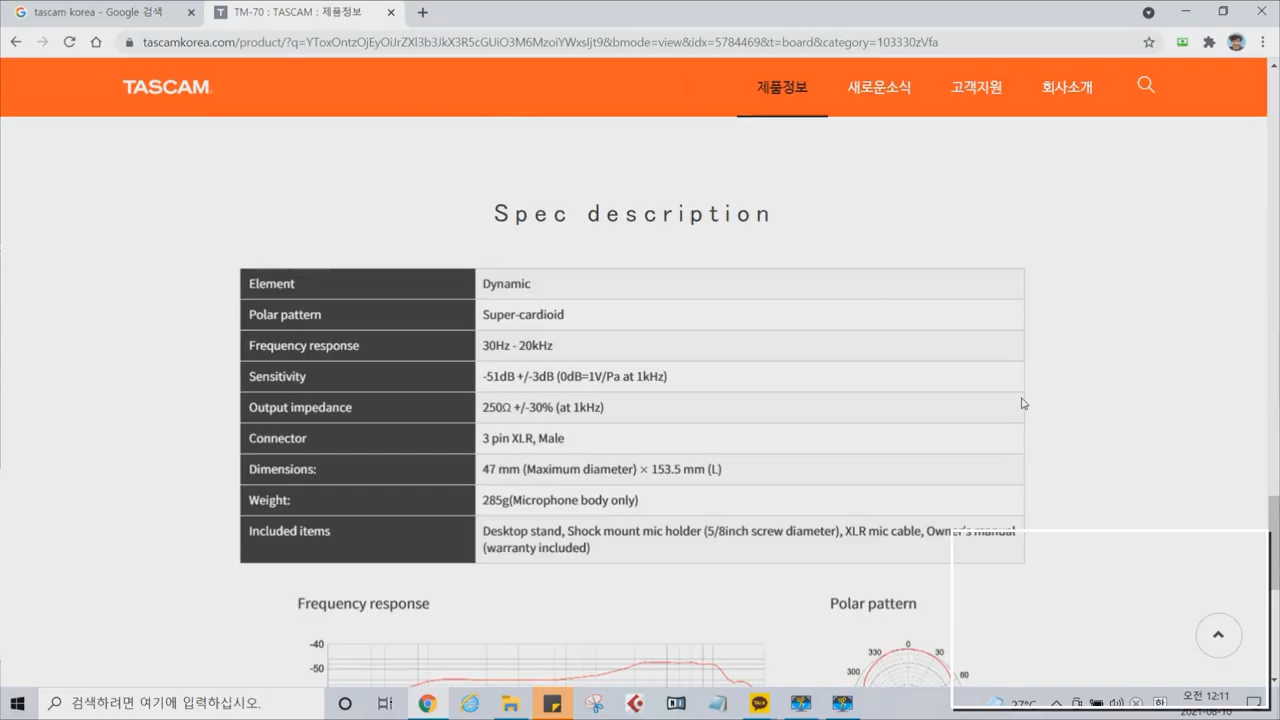 tascam korea - Google 검색
TM-70 : TASCAM : 제품정보
tascamkorea.com/product/?q=YToxOntzOjEyOiJrZXl3b3JkX3R5cGUiO3M6MzoiYWxsIjt9&bmode=view&idx=5784469&t=board&category=103330zVfa
TASCAM
제품정보 새로운소식 고객지원 회사소개
Spec description
Element Dynamic
Polar pattern Super-cardioid
Frequency response 30Hz - 20kHz
Sensitivity -51dB +/-3dB (0dB=1V/Pa at 1kHz)
Output impedance 250Ω +/-30% (at 1kHz)
Connector 3 pin XLR, Male
Dimensions: 47 mm (Maximum diameter) × 153.5 mm (L)
Weight: 285g(Microphone body only)
Included items Desktop stand, Shock mount mic holder (5/8inch screw diameter), XLR mic cable, Owner's manual
(warranty included)
Frequency response Polar pattern
-40
-50
0
330 30
300 60
검색하려면 여기에 입력하십시오.
TALK
27°C
한
오전 12:11
2021-08-10